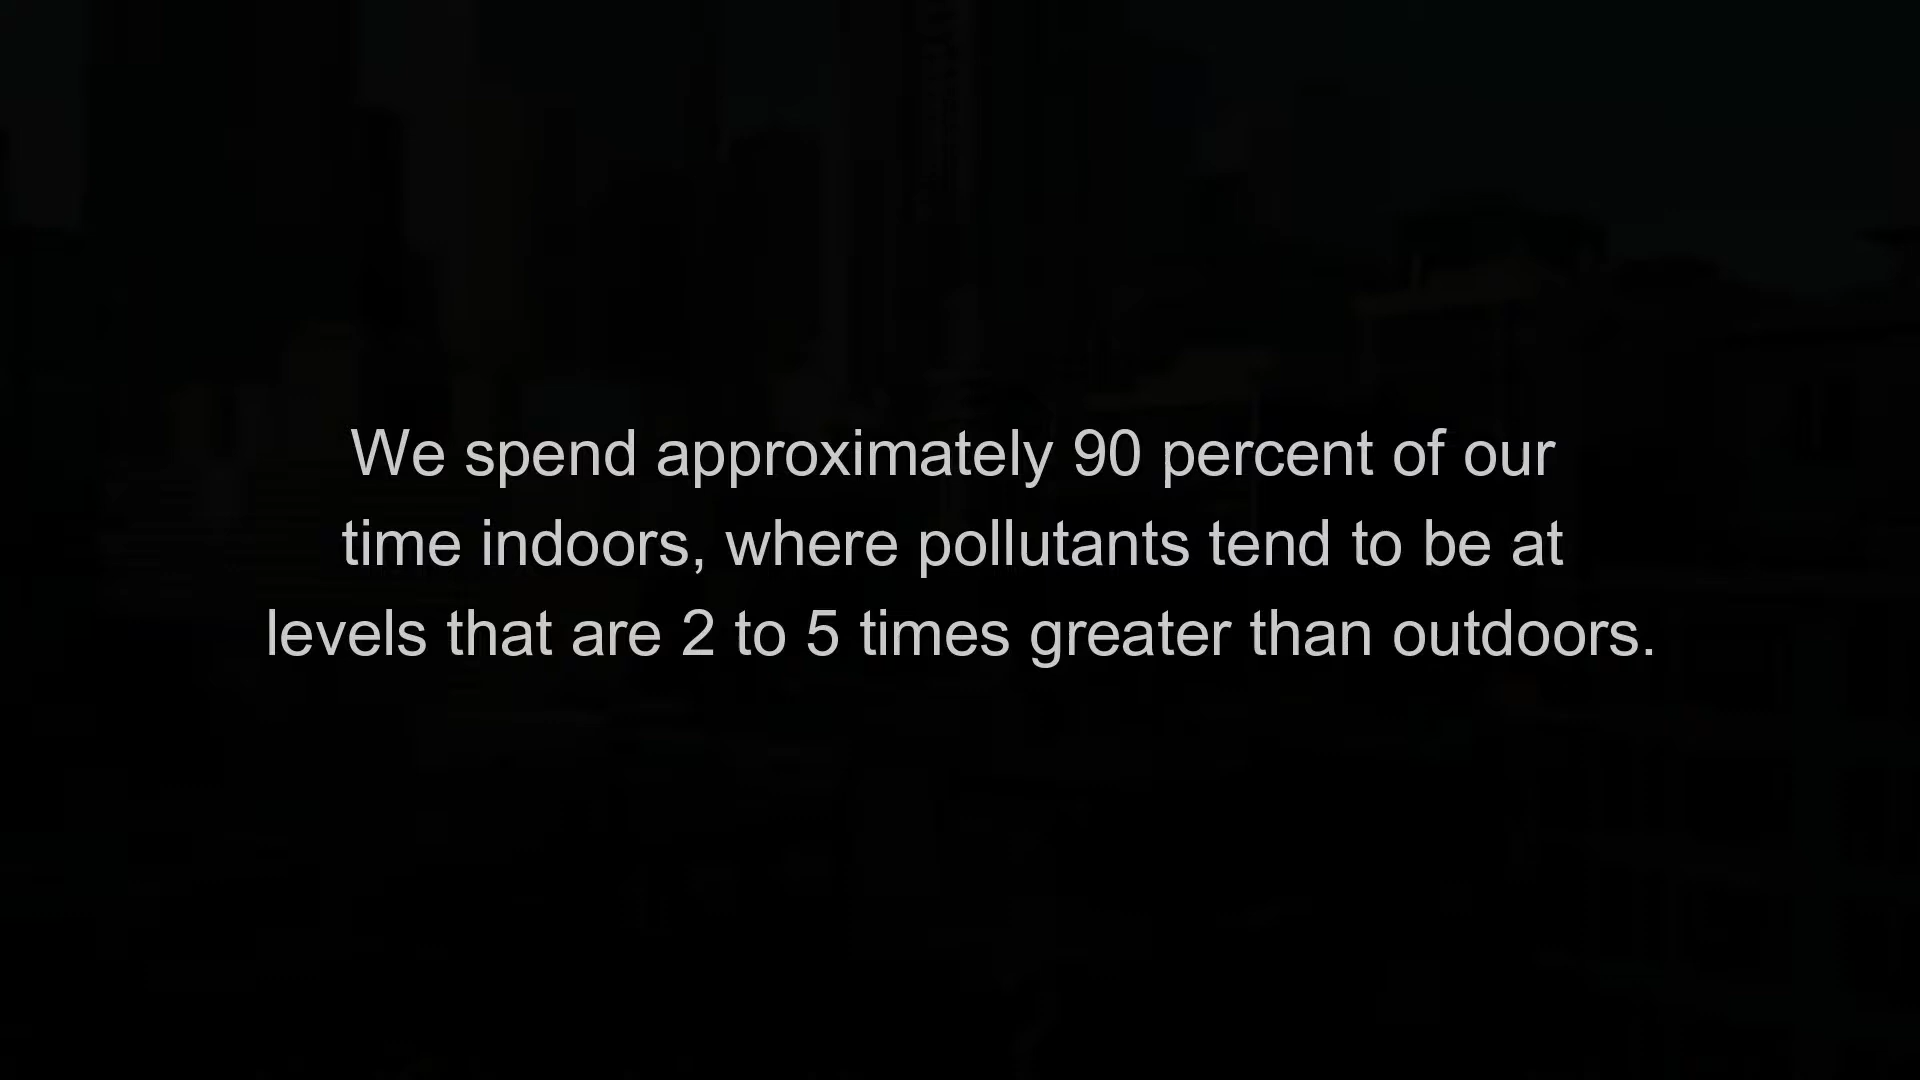 We spend approximately 90 percent of our
time indoors, where pollutants tend to be at
levels that are 2 to 5 times greater than outdoors.